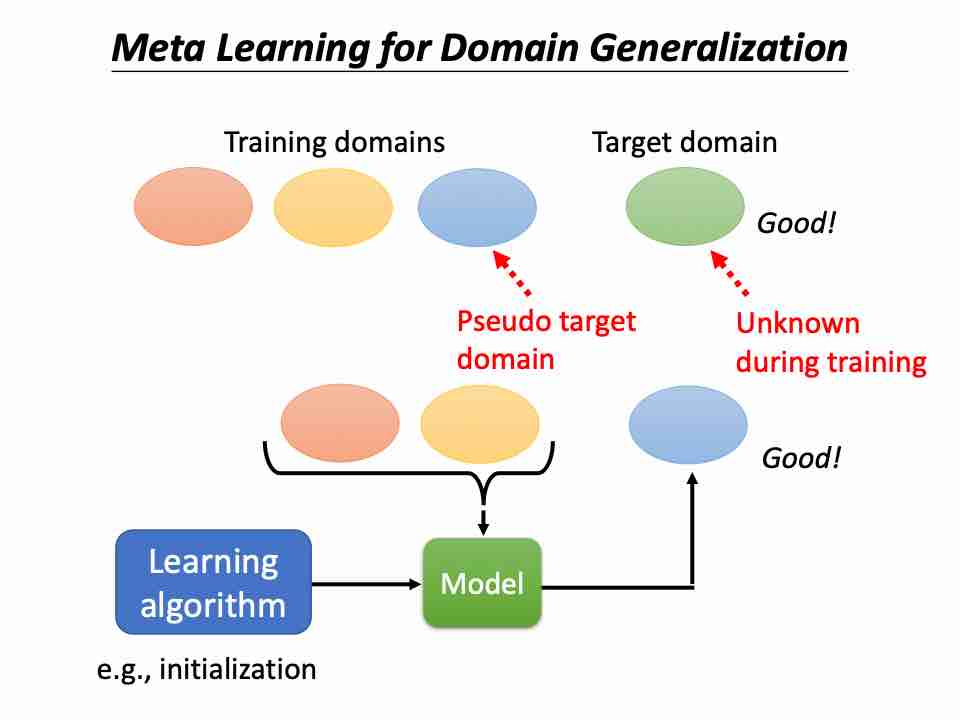 Meta Learning for Domain Generalization
Training domains
Target domain
Good!
Pseudo target
domain
Unknown
during training
Good!
Learning
algorithm
Model
e.g., initialization